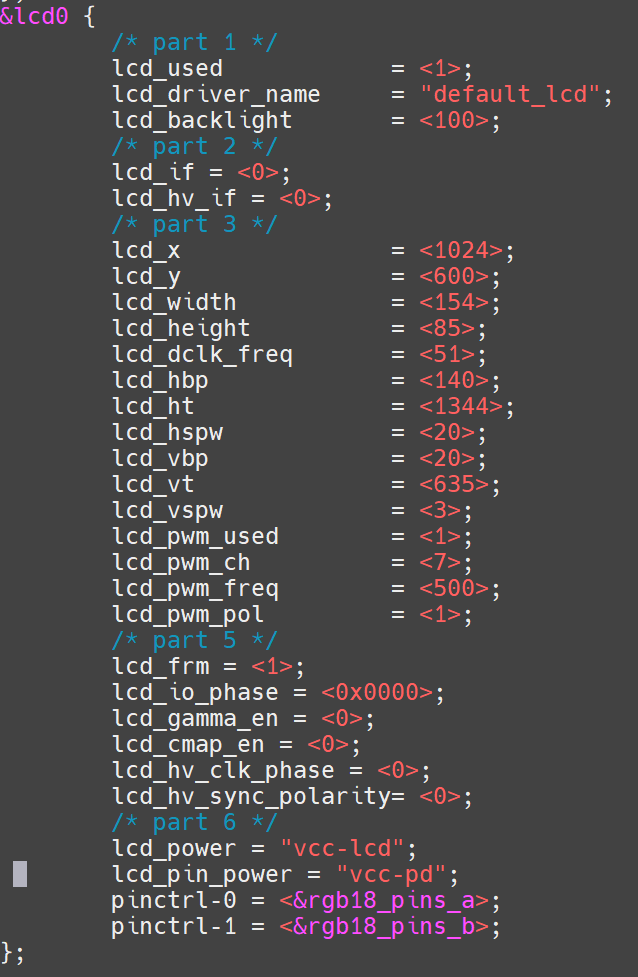 &lcd0 {
/* part 1 */
lcd_used = <1>;
lcd_driver_name = "default_lcd";
lcd_backlight = <100>;
/* part 2 */
lcd_if = <0>;
lcd_hv_if = <0>;
/* part 3 */
lcd_x = <1024>;
lcd_y = <600>;
lcd_width = <154>;
lcd_height = <85>;
lcd_dclk_freq = <51>;
lcd_hbp = <140>;
lcd_ht = <1344>;
lcd_hspw = <20>;
lcd_vbp = <20>;
lcd_vt = <635>;
lcd_vspw = <3>;
lcd_pwm_used = <1>;
lcd_pwm_ch = <7>;
lcd_pwm_freq = <500>;
lcd_pwm_pol = <1>;
/* part 5 */
lcd_frm = <1>;
lcd_io_phase = <0x0000>;
lcd_gamma_en = <0>;
lcd_cmap_en = <0>;
lcd_hv_clk_phase = <0>;
lcd_hv_sync_polarity= <0>;
/* part 6 */
lcd_power = "vcc-lcd";
lcd_pin_power = "vcc-pd";
pinctrl-0 = <&rgb18_pins_a>;
pinctrl-1 = <&rgb18_pins_b>;
};